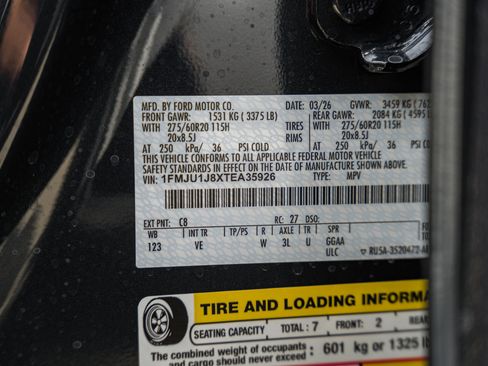 MFD. BY FORD MOTOR CO. DATE: 03/26 GVWR: 3459 KG
FRONT GAWR: 1531 KG ( 3375 LB) REAR GAWR: 2084 KG ( 4595
WITH 275/60R20 115H TIRES WITH 275/60R20 115H
20x8.5J RIMS 20x8.5J
AT 250 kPa/ 36 PSI COLD AT 250 kPa/ 36 PSI
THIS VEHICLE CONFORMS TO ALL APPLICABLE FEDERAL MOTOR VEHICLE
SAFETY STANDARDS IN EFFECT ON THE DATE OF MANUFACTURE SHOWN
VIN: 1FMJU1J8XTEA35926 TYPE: MPV
EXT PNT: C8 RC: 27 DSO:
WB INT TR TP/PS R AXLE TR SPR
123 VE W 3L U GGAA
ULC ▼ RU5A-3520472-A
TIRE AND LOADING INFORMA
SEATING CAPACITY TOTAL : 7 FRONT: 2
The combined weight of occupants
and cargo should never exceed : 601 kg or 1325